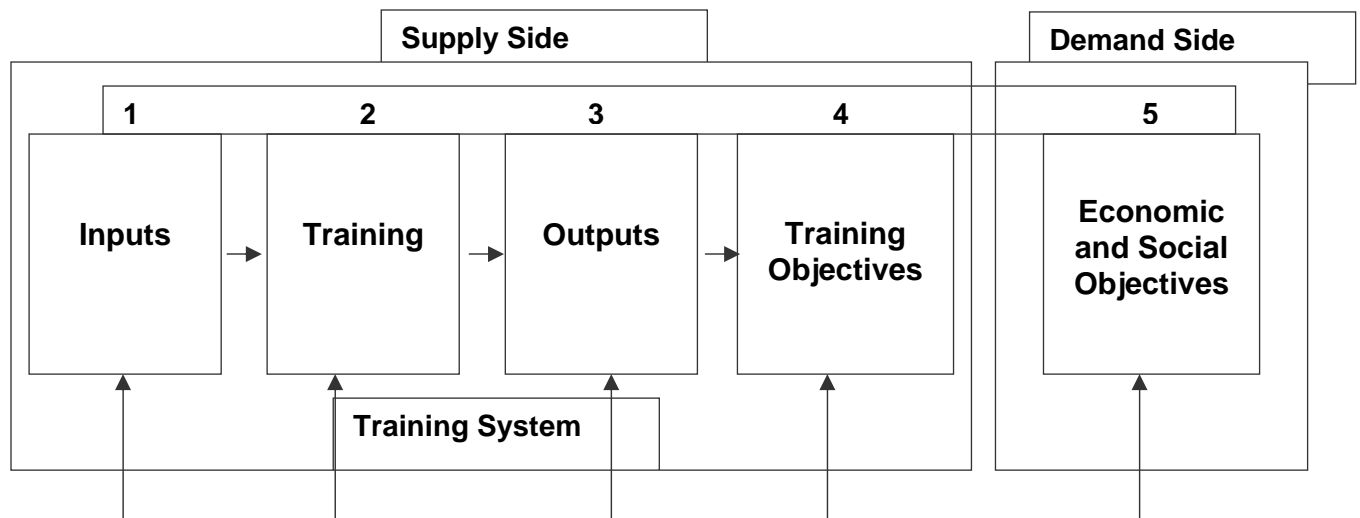 Supply Side
Demand Side
1 2 3 4 5
Inputs
Training
Outputs
Training
Objectives
Economic
and Social
Objectives
Training System